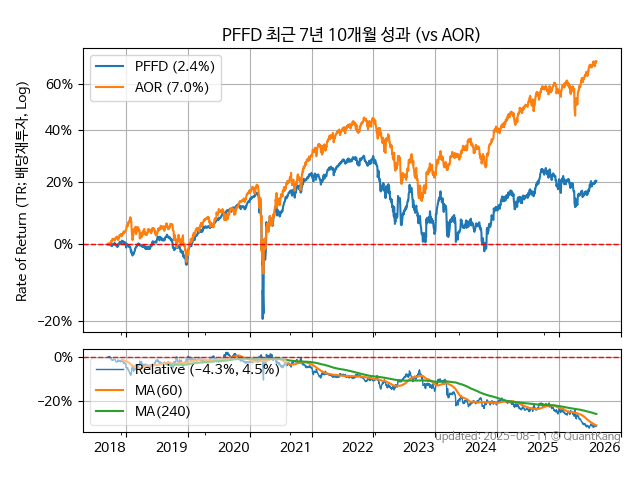 PFFD 최근 7년 10개월 성과 (vs AOR)
PFFD (2.4%)
AOR (7.0%)
60%
40%
20%
0%
−20%
Rate of Return (TR: 배당재투자, Log)
0%
−20%
Relative (−4.3%, 4.5%)
MA(60)
MA(240)
updated: 2025-08-11 © QuantKang
2018 2019 2020 2021 2022 2023 2024 2025 2026